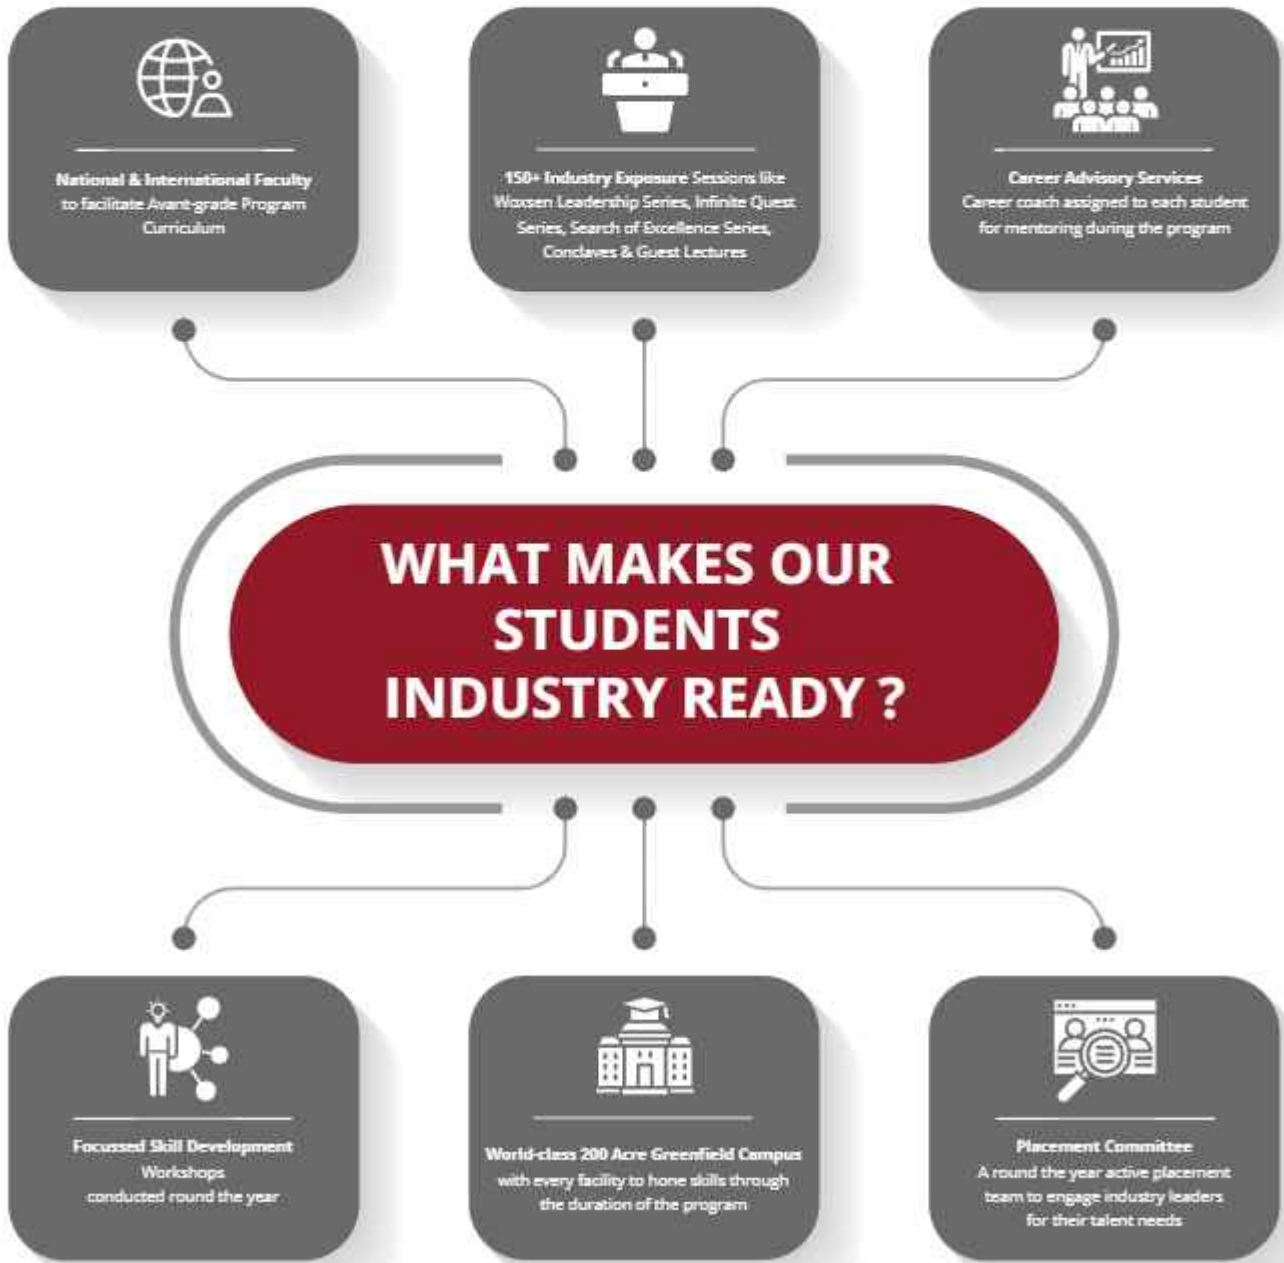 National & International Faculty
to facilitate Avant-grade Program
Curriculum
150+ Industry Exposure Sessions like
Woxsen Leadership Series, Infinite Quest
Series, Search of Excellence Series,
Conclaves & Guest Lectures
Career Advisory Services
Career coach assigned to each student
for mentoring during the program
WHAT MAKES OUR
STUDENTS
INDUSTRY READY ?
Focussed Skill Development
Workshops
conducted round the year
World-class 200 Acre Greenfield Campus
with every facility to hone skills through
the duration of the program
Placement Committee
A round the year active placement
team to engage industry leaders
for their talent needs